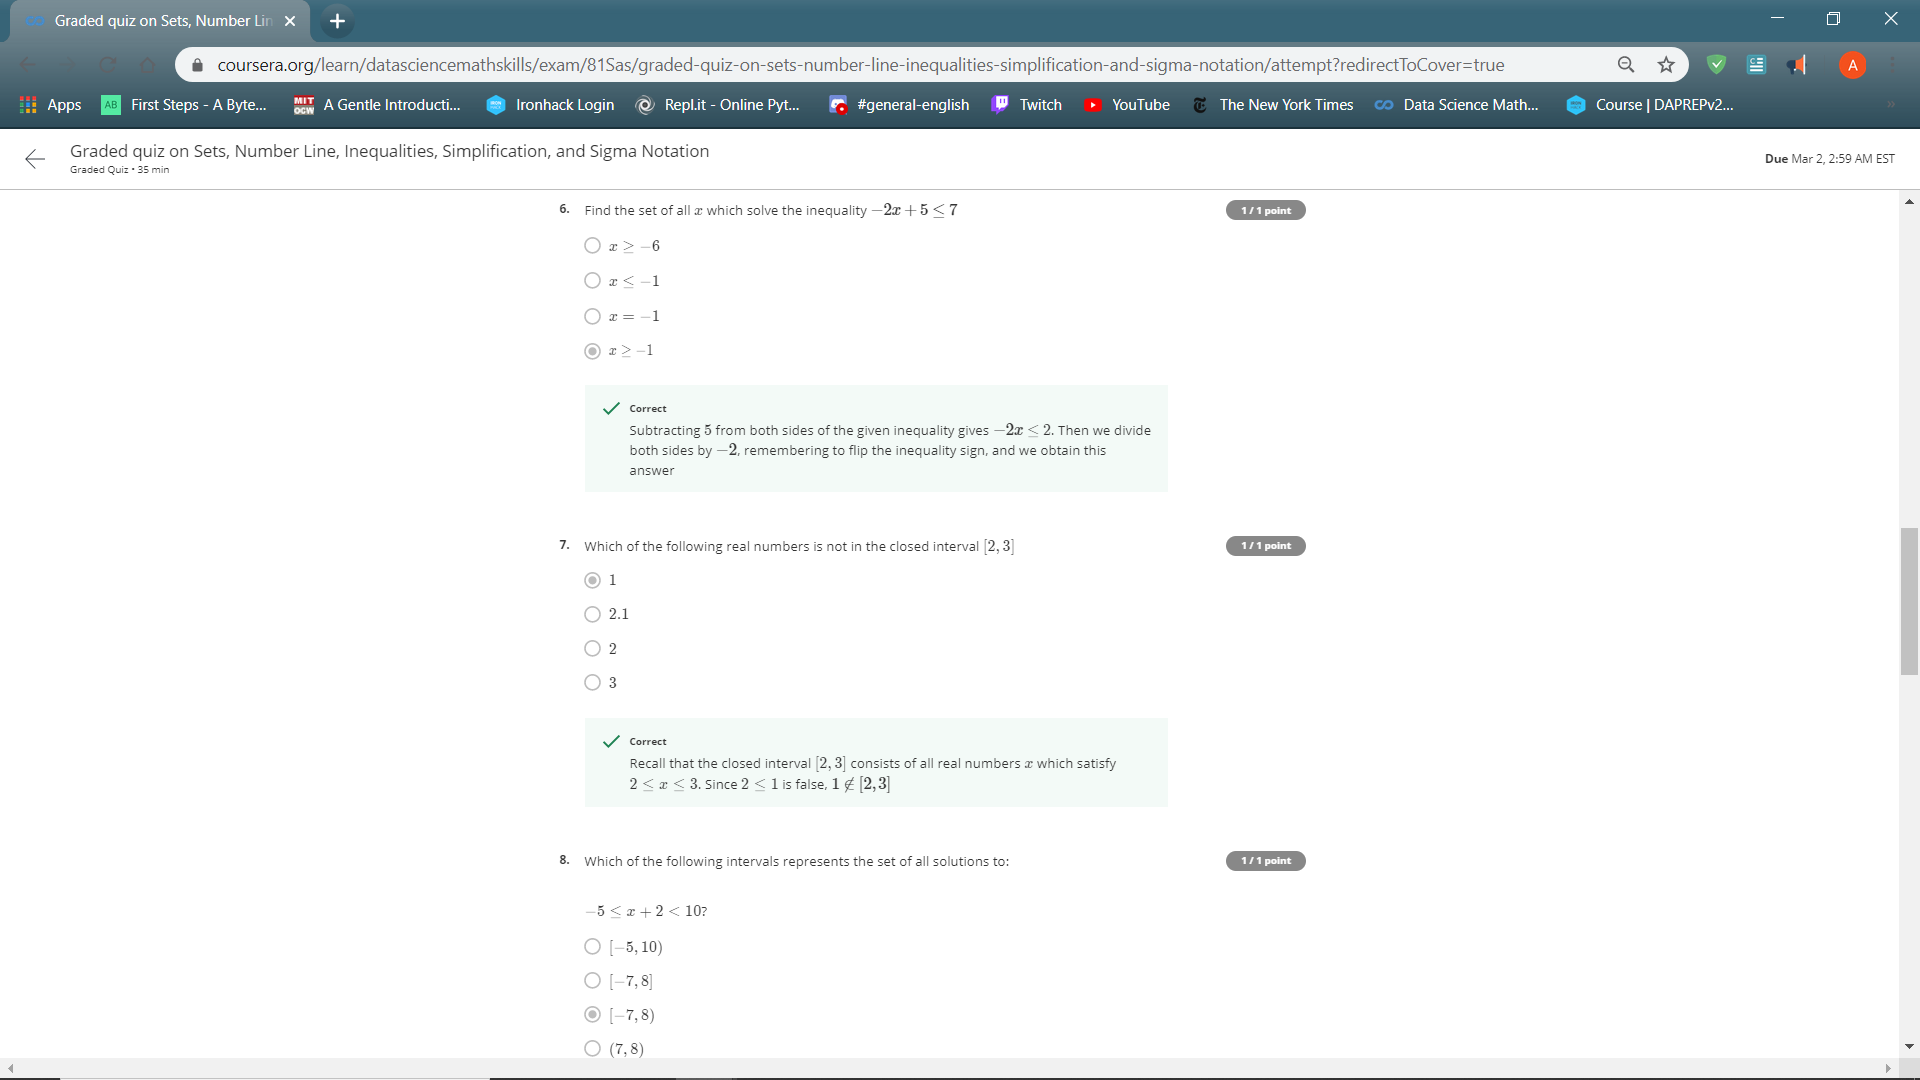 Graded quiz on Sets, Number Lin
coursera.org/learn/datasciencemathskills/exam/81Sas/graded-quiz-on-sets-number-line-inequalities-simplification-and-sigma-notation/attempt?redirectToCover=true
A
Apps AB First Steps - A Byte... MIT OCW A Gentle Introducti... Ironhack Login Repl.it - Online Pyt... #general-english Twitch YouTube The New York Times Data Science Math... Course | DAPREPv2... »
Graded quiz on Sets, Number Line, Inequalities, Simplification, and Sigma Notation
Graded Quiz • 35 min
Due Mar 2, 2:59 AM EST
6. Find the set of all x which solve the inequality −2x + 5 ≤ 7
1 / 1 point
x ≥ −6
x ≤ −1
x = −1
x ≥ −1
Correct
Subtracting 5 from both sides of the given inequality gives −2x ≤ 2. Then we divide
both sides by −2, remembering to flip the inequality sign, and we obtain this
answer
7. Which of the following real numbers is not in the closed interval [2, 3]
1 / 1 point
1
2.1
2
3
Correct
Recall that the closed interval [2, 3] consists of all real numbers x which satisfy
2 ≤ x ≤ 3. Since 2 ≤ 1 is false, 1 ∉ [2,3]
8. Which of the following intervals represents the set of all solutions to:
1 / 1 point
−5 ≤ x + 2 < 10?
[−5, 10)
[−7, 8]
[−7, 8)
(7, 8)